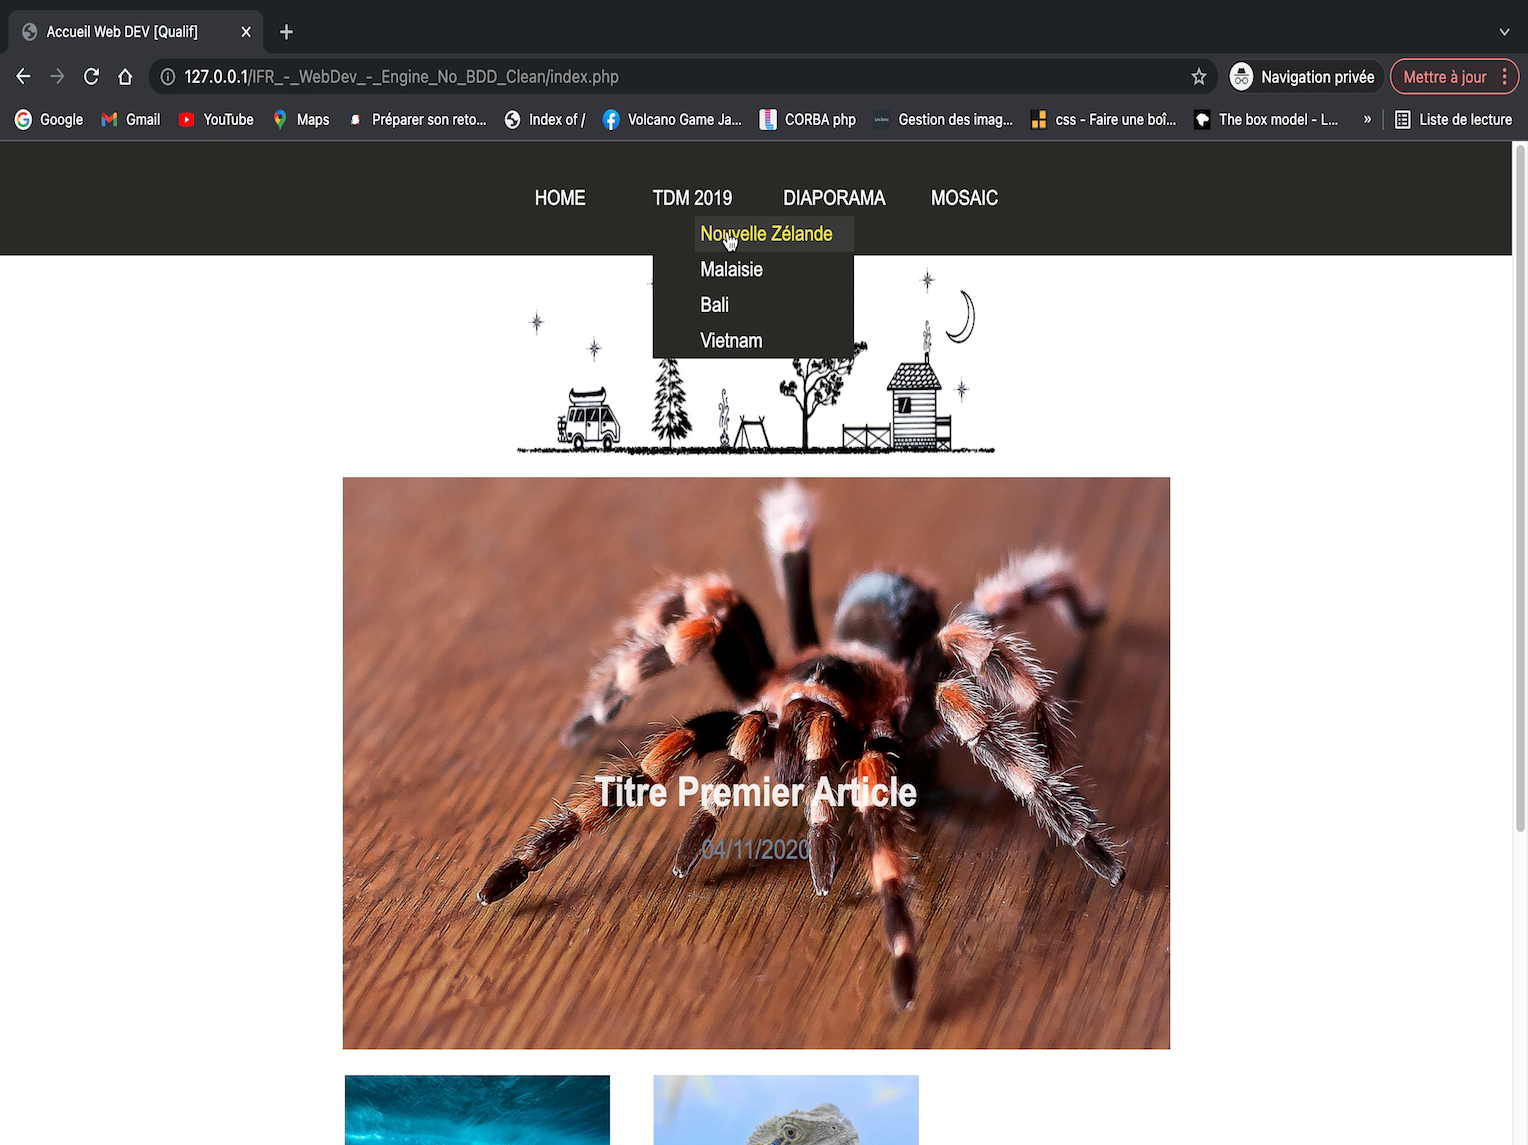 Accueil Web DEV [Qualif]
127.0.0.1/IFR_-_WebDev_-_Engine_No_BDD_Clean/index.php
Navigation privée
Mettre à jour
Google Gmail YouTube Maps Préparer son reto... Index of / Volcano Game Ja... CORBA php Gestion des imag... css - Faire une boî... The box model - L... » Liste de lecture
HOME TDM 2019 DIAPORAMA MOSAIC
Nouvelle Zélande
Malaisie
Bali
Vietnam
Titre Premier Article
04/11/2020